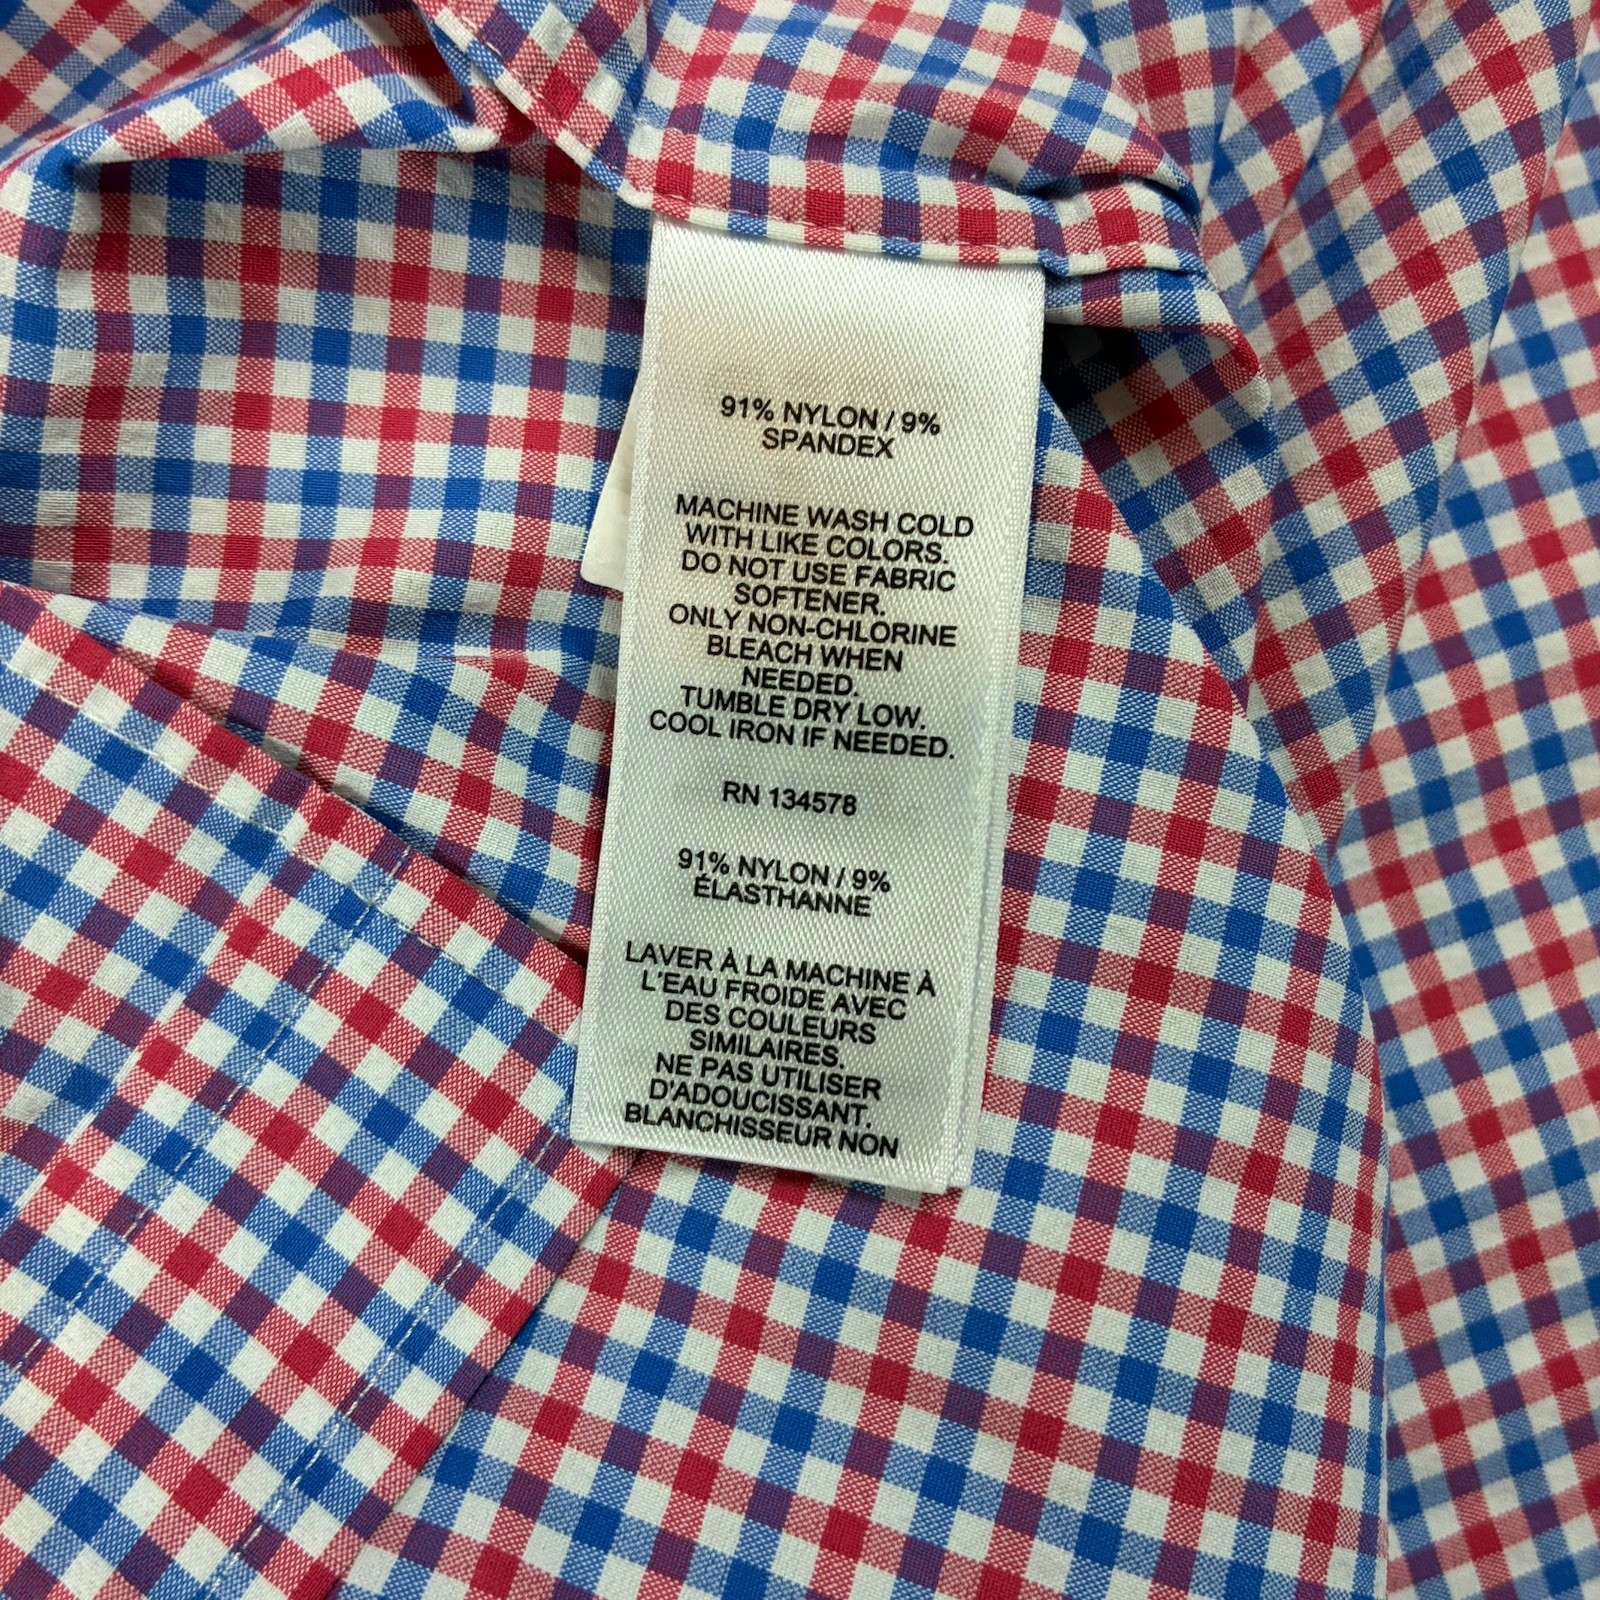 91% NYLON / 9%
SPANDEX
MACHINE WASH COLD
WITH LIKE COLORS.
DO NOT USE FABRIC
SOFTENER.
ONLY NON-CHLORINE
BLEACH WHEN
NEEDED.
TUMBLE DRY LOW.
COOL IRON IF NEEDED.
RN 134578
91% NYLON / 9%
ÉLASTHANNE
LAVER À LA MACHINE À
L'EAU FROIDE AVEC
DES COULEURS
SIMILAIRES.
NE PAS UTILISER
D'ADOUCISSANT.
BLANCHISSEUR NON